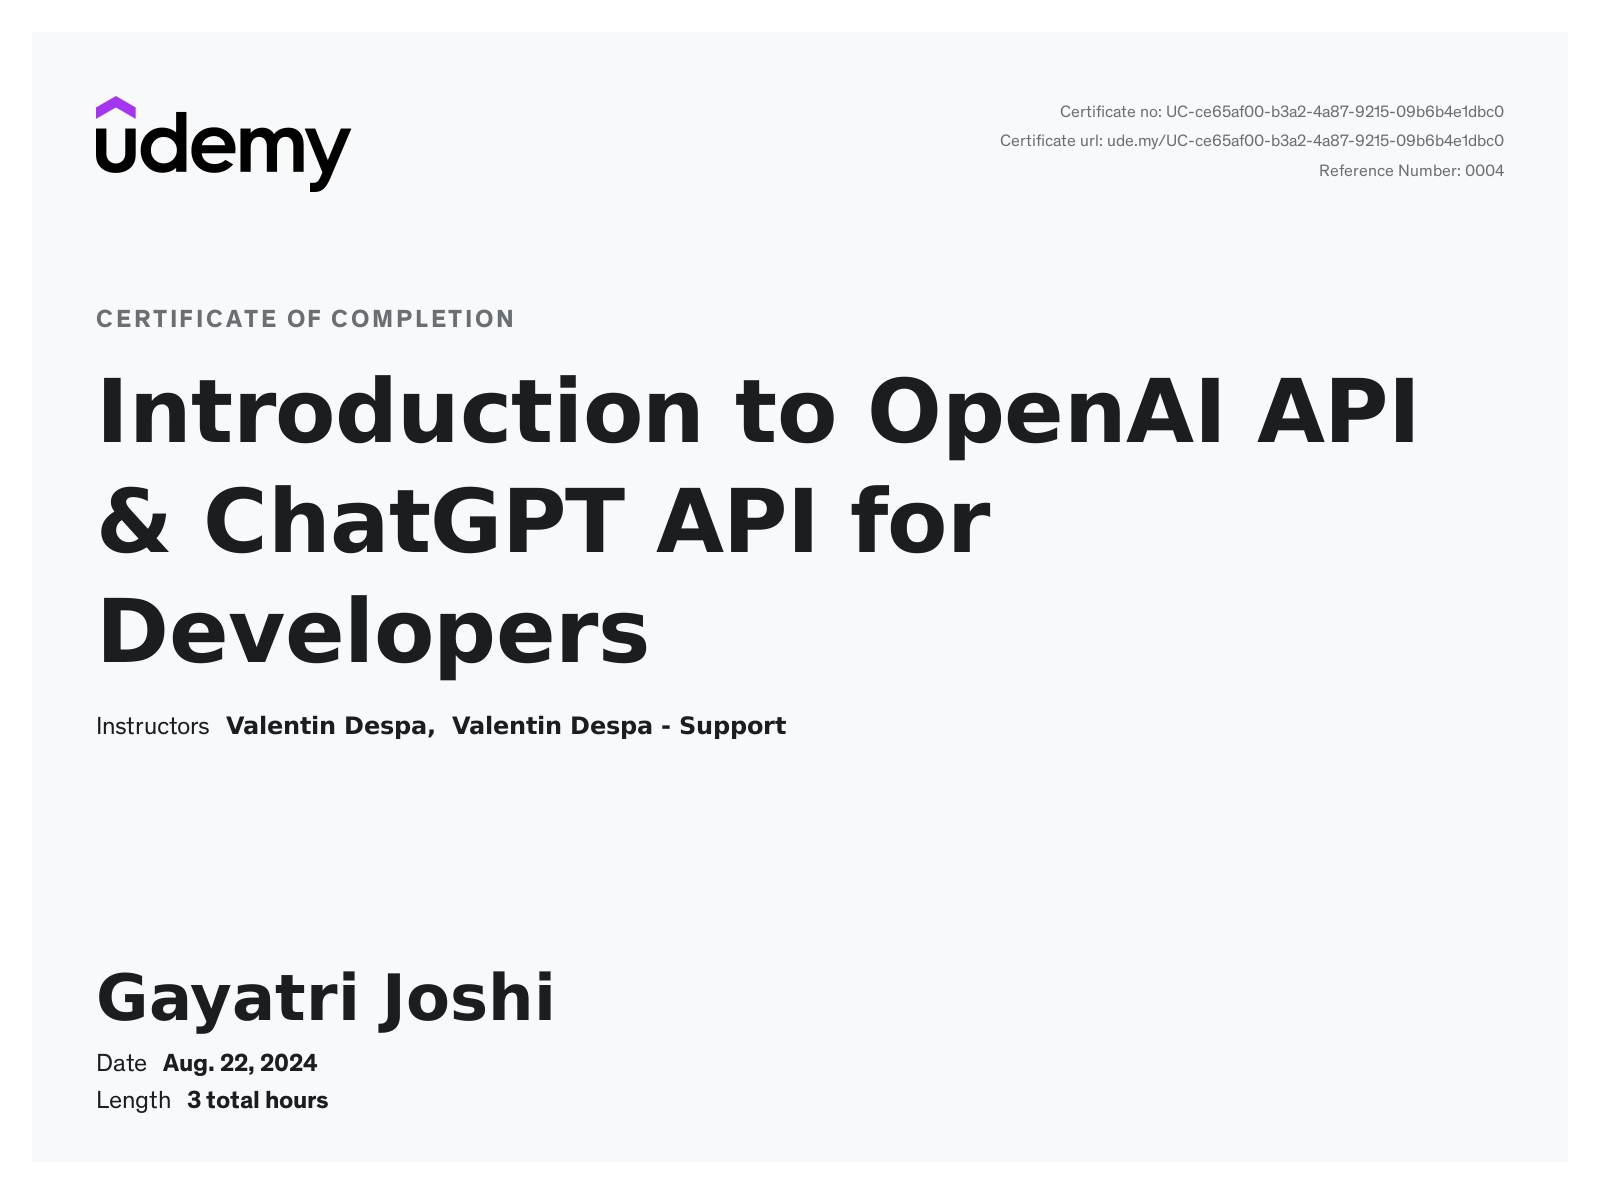 udemy
Certificate no: UC-ce65af00-b3a2-4a87-9215-09b6b4e1dbc0
Certificate url: ude.my/UC-ce65af00-b3a2-4a87-9215-09b6b4e1dbc0
Reference Number: 0004
CERTIFICATE OF COMPLETION
Introduction to OpenAI API
& ChatGPT API for
Developers
Instructors Valentin Despa, Valentin Despa - Support
Gayatri Joshi
Date Aug. 22, 2024
Length 3 total hours